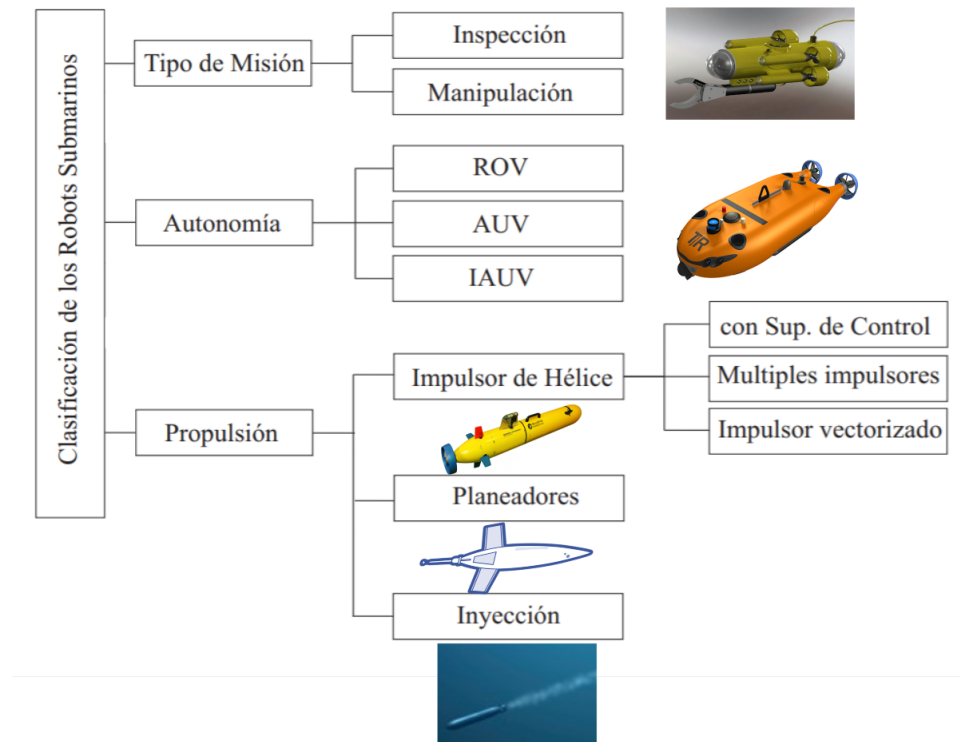 Clasificación de los Robots Submarinos
Tipo de Misión
Inspección
Manipulación
Autonomía
ROV
AUV
IAUV
Propulsión
Impulsor de Hélice
con Sup. de Control
Multiples impulsores
Impulsor vectorizado
Planeadores
Inyección